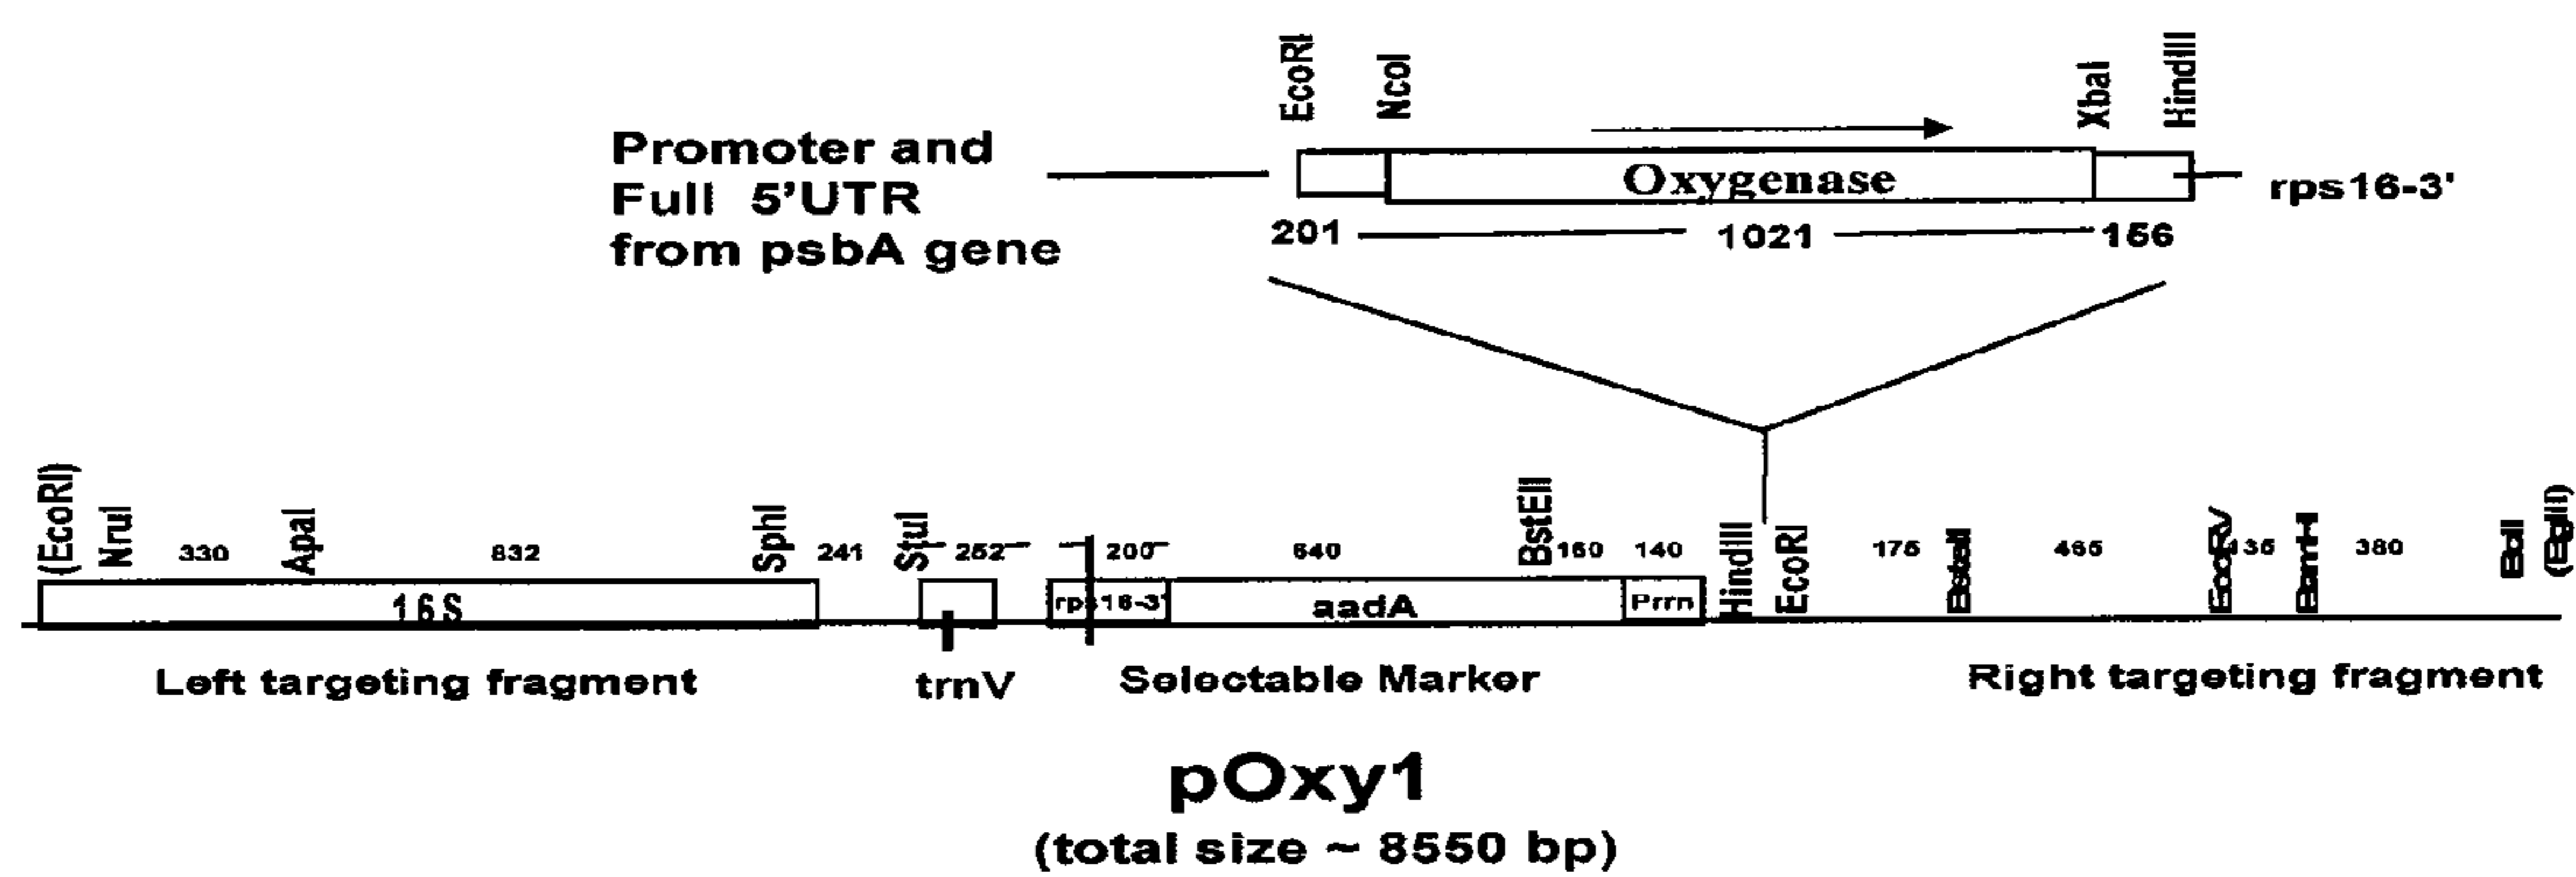 EcoRI
NcoI
XbaI
HindIII
Promoter and
Full 5'UTR
from psbA gene
Oxygenase
rps16-3'
201
1021
156
(EcoRI)
NruI
330
ApaI
832
SphI
241
StuI
252
200
640
BstEII
160
140
HindIII
EcoRI
175
465
EcoRV
135
BamHI
380
(BglII)
16S
rps16-3'
aadA
Prrn
Left targeting fragment
trnV
Selectable Marker
Right targeting fragment
pOxy1
(total size ~ 8550 bp)